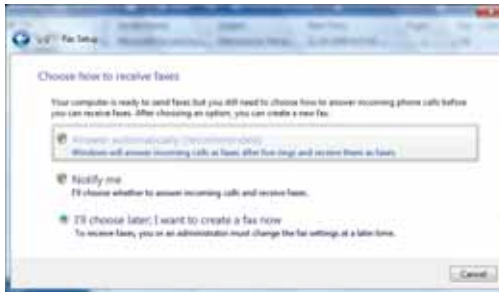 Fax Setup
Choose how to receive faxes
Your computer is ready to send faxes but you still need to choose how to answer incoming phone calls before
you can receive faxes. After choosing an option, you can create a new fax.
Answer automatically (recommended)
Windows will answer incoming calls as faxes after five rings and receive them as faxes.
Notify me
I'll choose whether to answer incoming calls and receive faxes.
I'll choose later; I want to create a fax now
To receive faxes, you or an administrator must change the fax settings at a later time.
Cancel